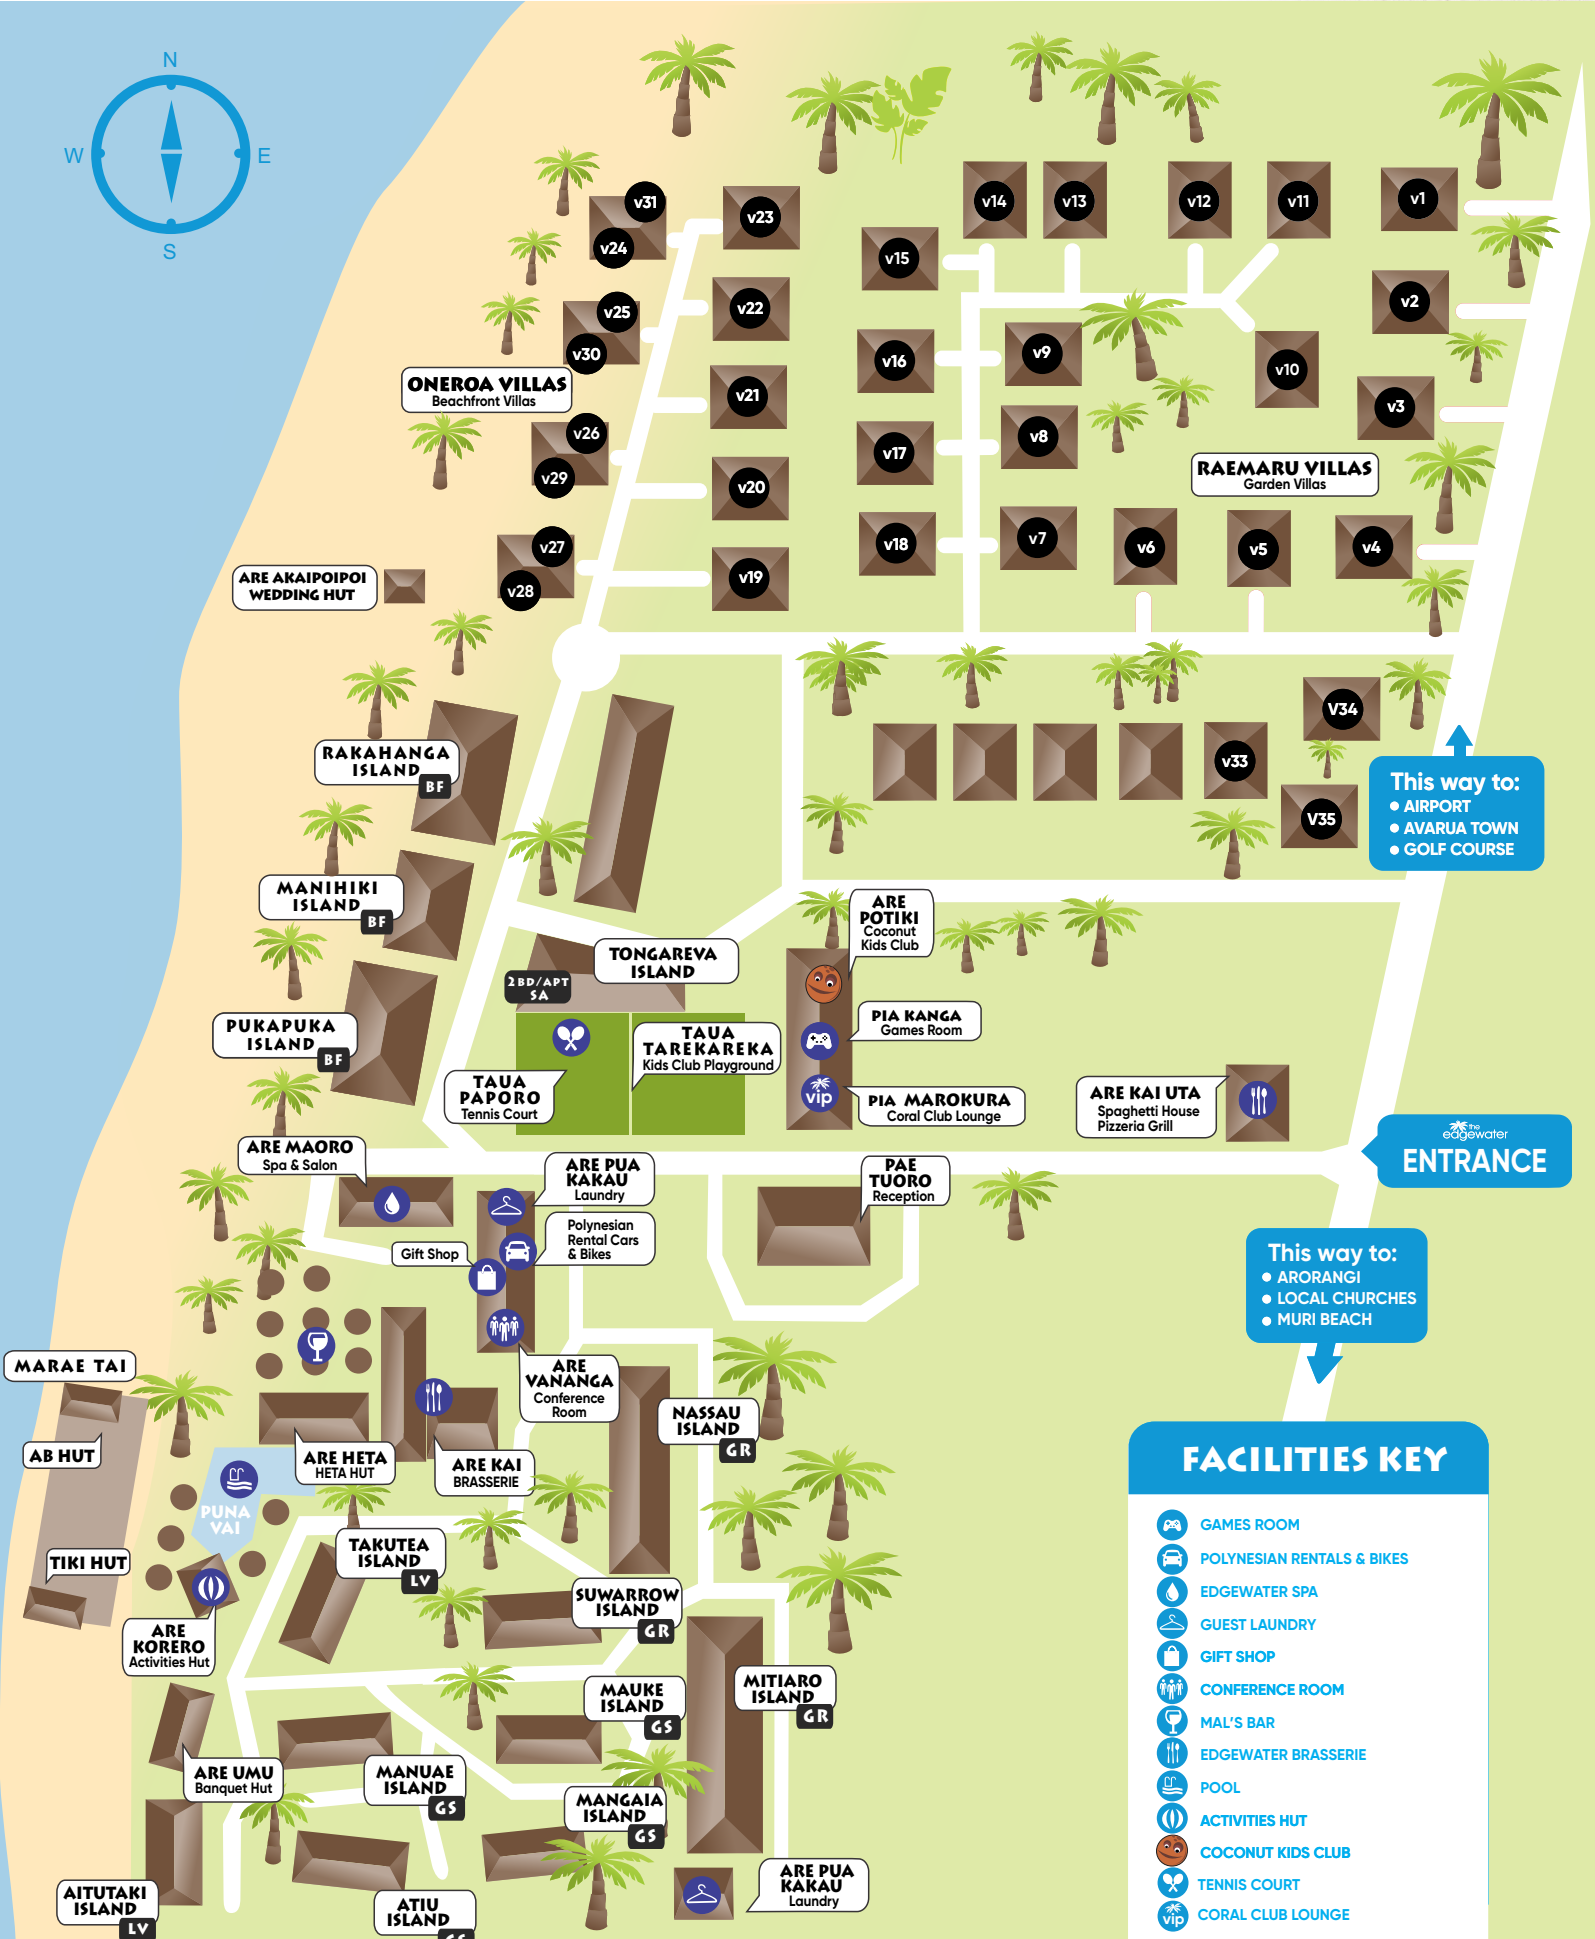 N
W
E
S
v31
v24
v23
v14
v13
v12
v11
v1
v15
v25
v30
v22
v2
v16
v9
v10
v3
ONEROA VILLAS
Beachfront Villas
v21
v26
v29
v17
v8
RAEMARU VILLAS
Garden Villas
v20
v27
v28
v19
v18
v7
v6
v5
v4
ARE AKAIPOIPOI
WEDDING HUT
V34
v33
V35
RAKAHANGA
ISLAND
BF
This way to:
AIRPORT
AVARUA TOWN
GOLF COURSE
MANIHIKI
ISLAND
BF
ARE
POTIKI
Coconut
Kids Club
TONGAREVA
ISLAND
2BD/APT
SA
PUKAPUKA
ISLAND
BF
PIA KANGA
Games Room
TAUA
TAREKAREKA
Kids Club Playground
TAUA
PAPORO
Tennis Court
vip
PIA MAROKURA
Coral Club Lounge
ARE KAI UTA
Spaghetti House
Pizzeria Grill
the
edgewater
ENTRANCE
ARE MAORO
Spa & Salon
ARE PUA
KAKAU
Laundry
PAE
TUORO
Reception
Polynesian
Rental Cars
& Bikes
Gift Shop
This way to:
ARORANGI
LOCAL CHURCHES
MURI BEACH
MARAE TAI
ARE
VANANGA
Conference
Room
NASSAU
ISLAND
GR
AB HUT
ARE HETA
HETA HUT
ARE KAI
BRASSERIE
PUNA
VAI
TAKUTEA
ISLAND
LV
TIKI HUT
SUWARROW
ISLAND
GR
ARE
KORERO
Activities Hut
MAUKE
ISLAND
GS
MITIARO
ISLAND
GR
ARE UMU
Banquet Hut
MANUAE
ISLAND
GS
MANGAIA
ISLAND
GS
ARE PUA
KAKAU
Laundry
AITUTAKI
ISLAND
LV
ATIU
ISLAND
FACILITIES KEY
GAMES ROOM
POLYNESIAN RENTALS & BIKES
EDGEWATER SPA
GUEST LAUNDRY
GIFT SHOP
CONFERENCE ROOM
MAL'S BAR
EDGEWATER BRASSERIE
POOL
ACTIVITIES HUT
COCONUT KIDS CLUB
TENNIS COURT
vip
CORAL CLUB LOUNGE